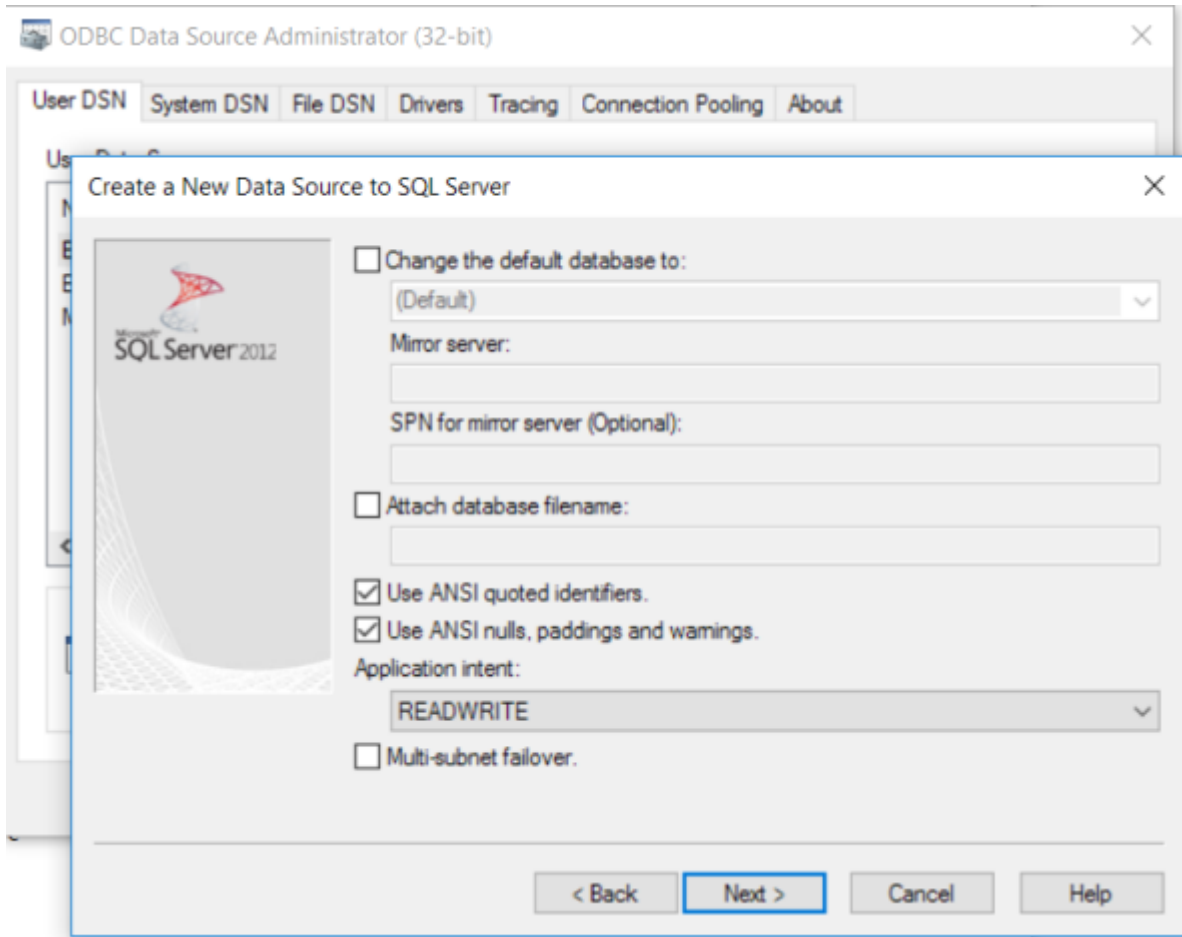 ODBC Data Source Administrator (32-bit)
User DSN System DSN File DSN Drivers Tracing Connection Pooling About
Create a New Data Source to SQL Server
Microsoft
SQL Server 2012
Change the default database to:
(Default)
Mirror server:
SPN for mirror server (Optional):
Attach database filename:
Use ANSI quoted identifiers.
Use ANSI nulls, paddings and warnings.
Application intent:
READWRITE
Multi-subnet failover.
< Back Next > Cancel Help